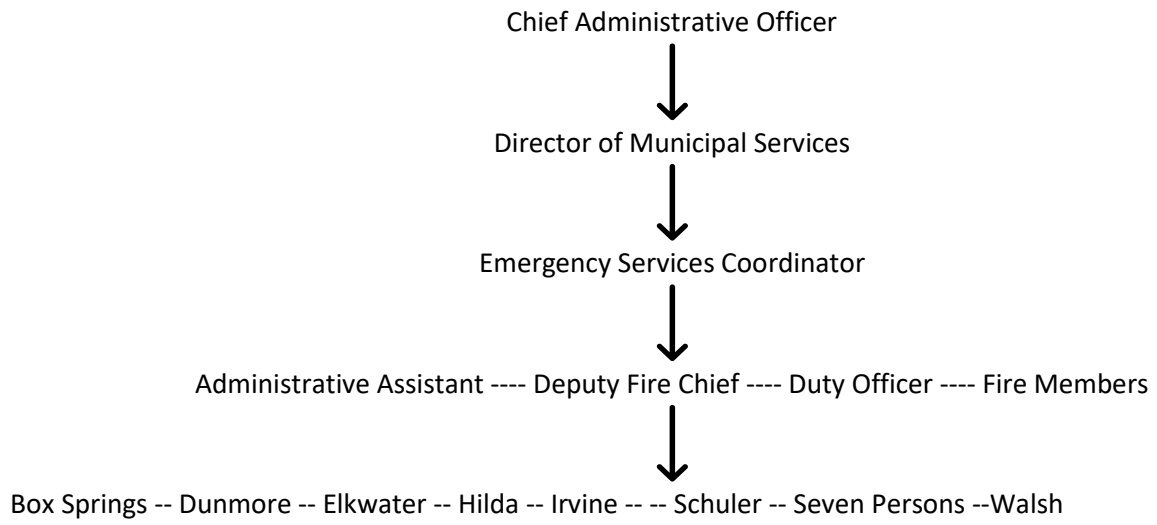 Chief Administrative Officer
Director of Municipal Services
Emergency Services Coordinator
Administrative Assistant ---- Deputy Fire Chief ---- Duty Officer ---- Fire Members
Box Springs -- Dunmore -- Elkwater -- Hilda -- Irvine -- -- Schuler -- Seven Persons --Walsh